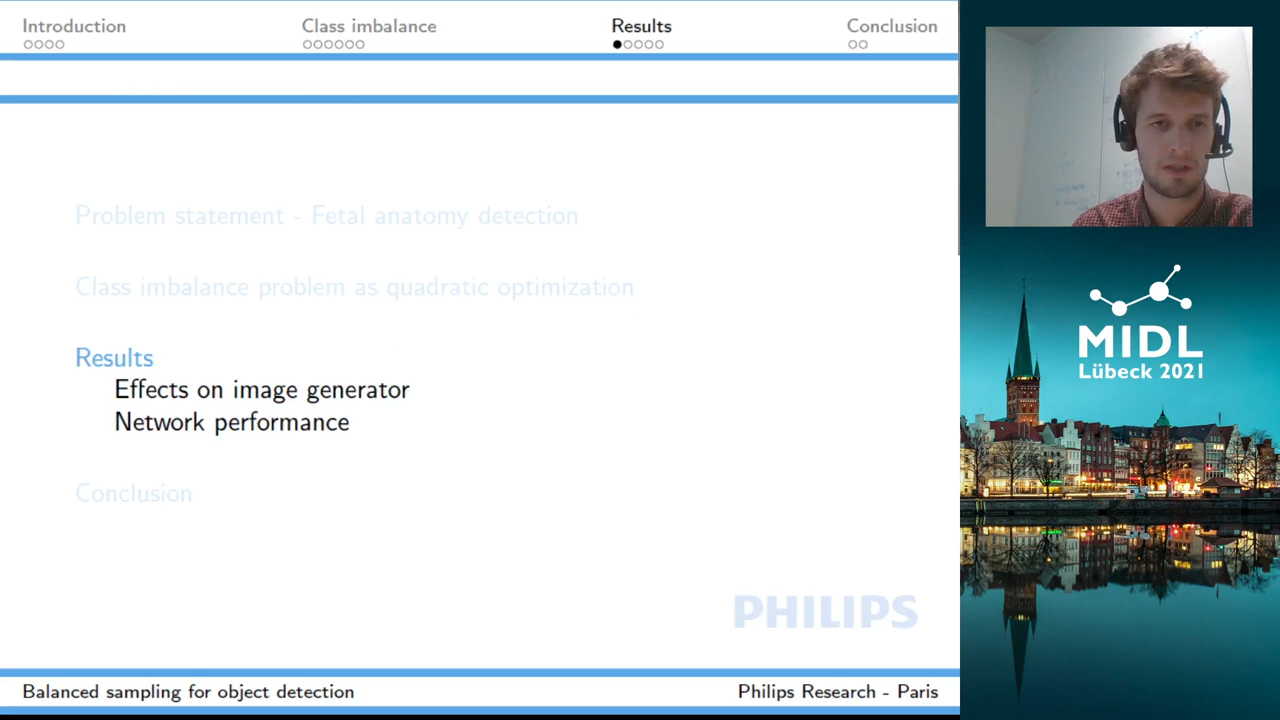 Introduction
Class imbalance
Results
Conclusion
Problem statement - Fetal anatomy detection
Class imbalance problem as quadratic optimization
Results
Effects on image generator
Network performance
Conclusion
PHILIPS
Balanced sampling for object detection
Philips Research - Paris
MIDL
Lübeck 2021